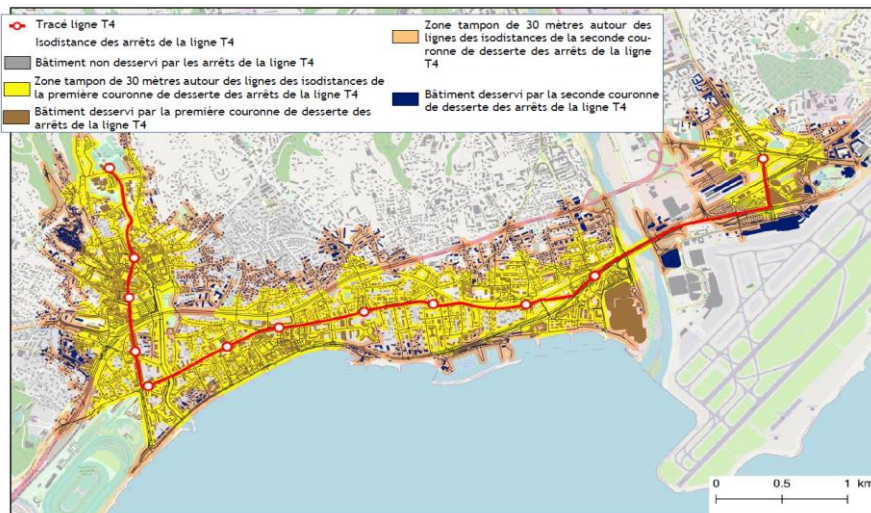 Tracé ligne T4
Isodistance des arrêts de la ligne T4
Bâtiment non desservi par les arrêts de la ligne T4
Zone tampon de 30 mètres autour des lignes des isodistances de
la première couronne de desserte des arrêts de la ligne T4
Bâtiment desservi par la première couronne de desserte des
arrêts de la ligne T4
Zone tampon de 30 mètres autour des
lignes des isodistances de la seconde cou-
ronne de desserte des arrêts de la ligne
T4
Bâtiment desservi par la seconde couronne
de desserte des arrêts de la ligne T4
0 0.5 1 km